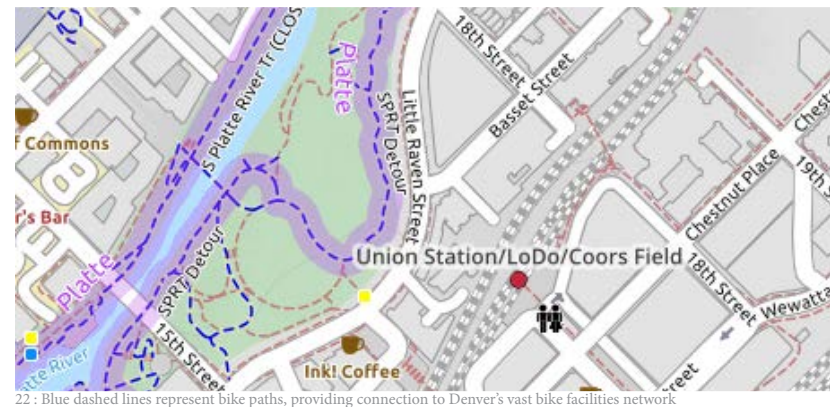 18th Street
Basset Street
S Platte River Tr (CLOS
Platte
SPRT Detour
Little Raven Street
f Commons
r's Bar
Chest
19th
Chestnut Place
Union Station/LoDo/Coors Field
18th Street
Wewatta
Platte
SPRT Detour
15th Street
atte River
Ink! Coffee
reet
22 : Blue dashed lines represent bike paths, providing connection to Denver's vast bike facilities network